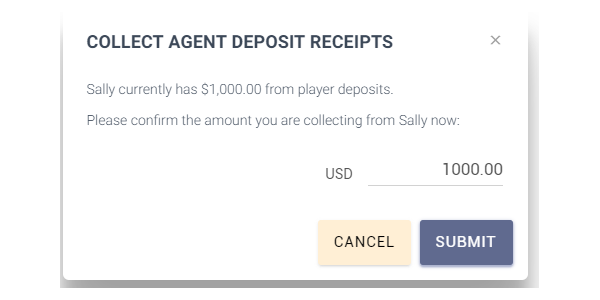 COLLECT AGENT DEPOSIT RECEIPTS ×
Sally currently has $1,000.00 from player deposits.
Please confirm the amount you are collecting from Sally now:
USD 1000.00
CANCEL SUBMIT